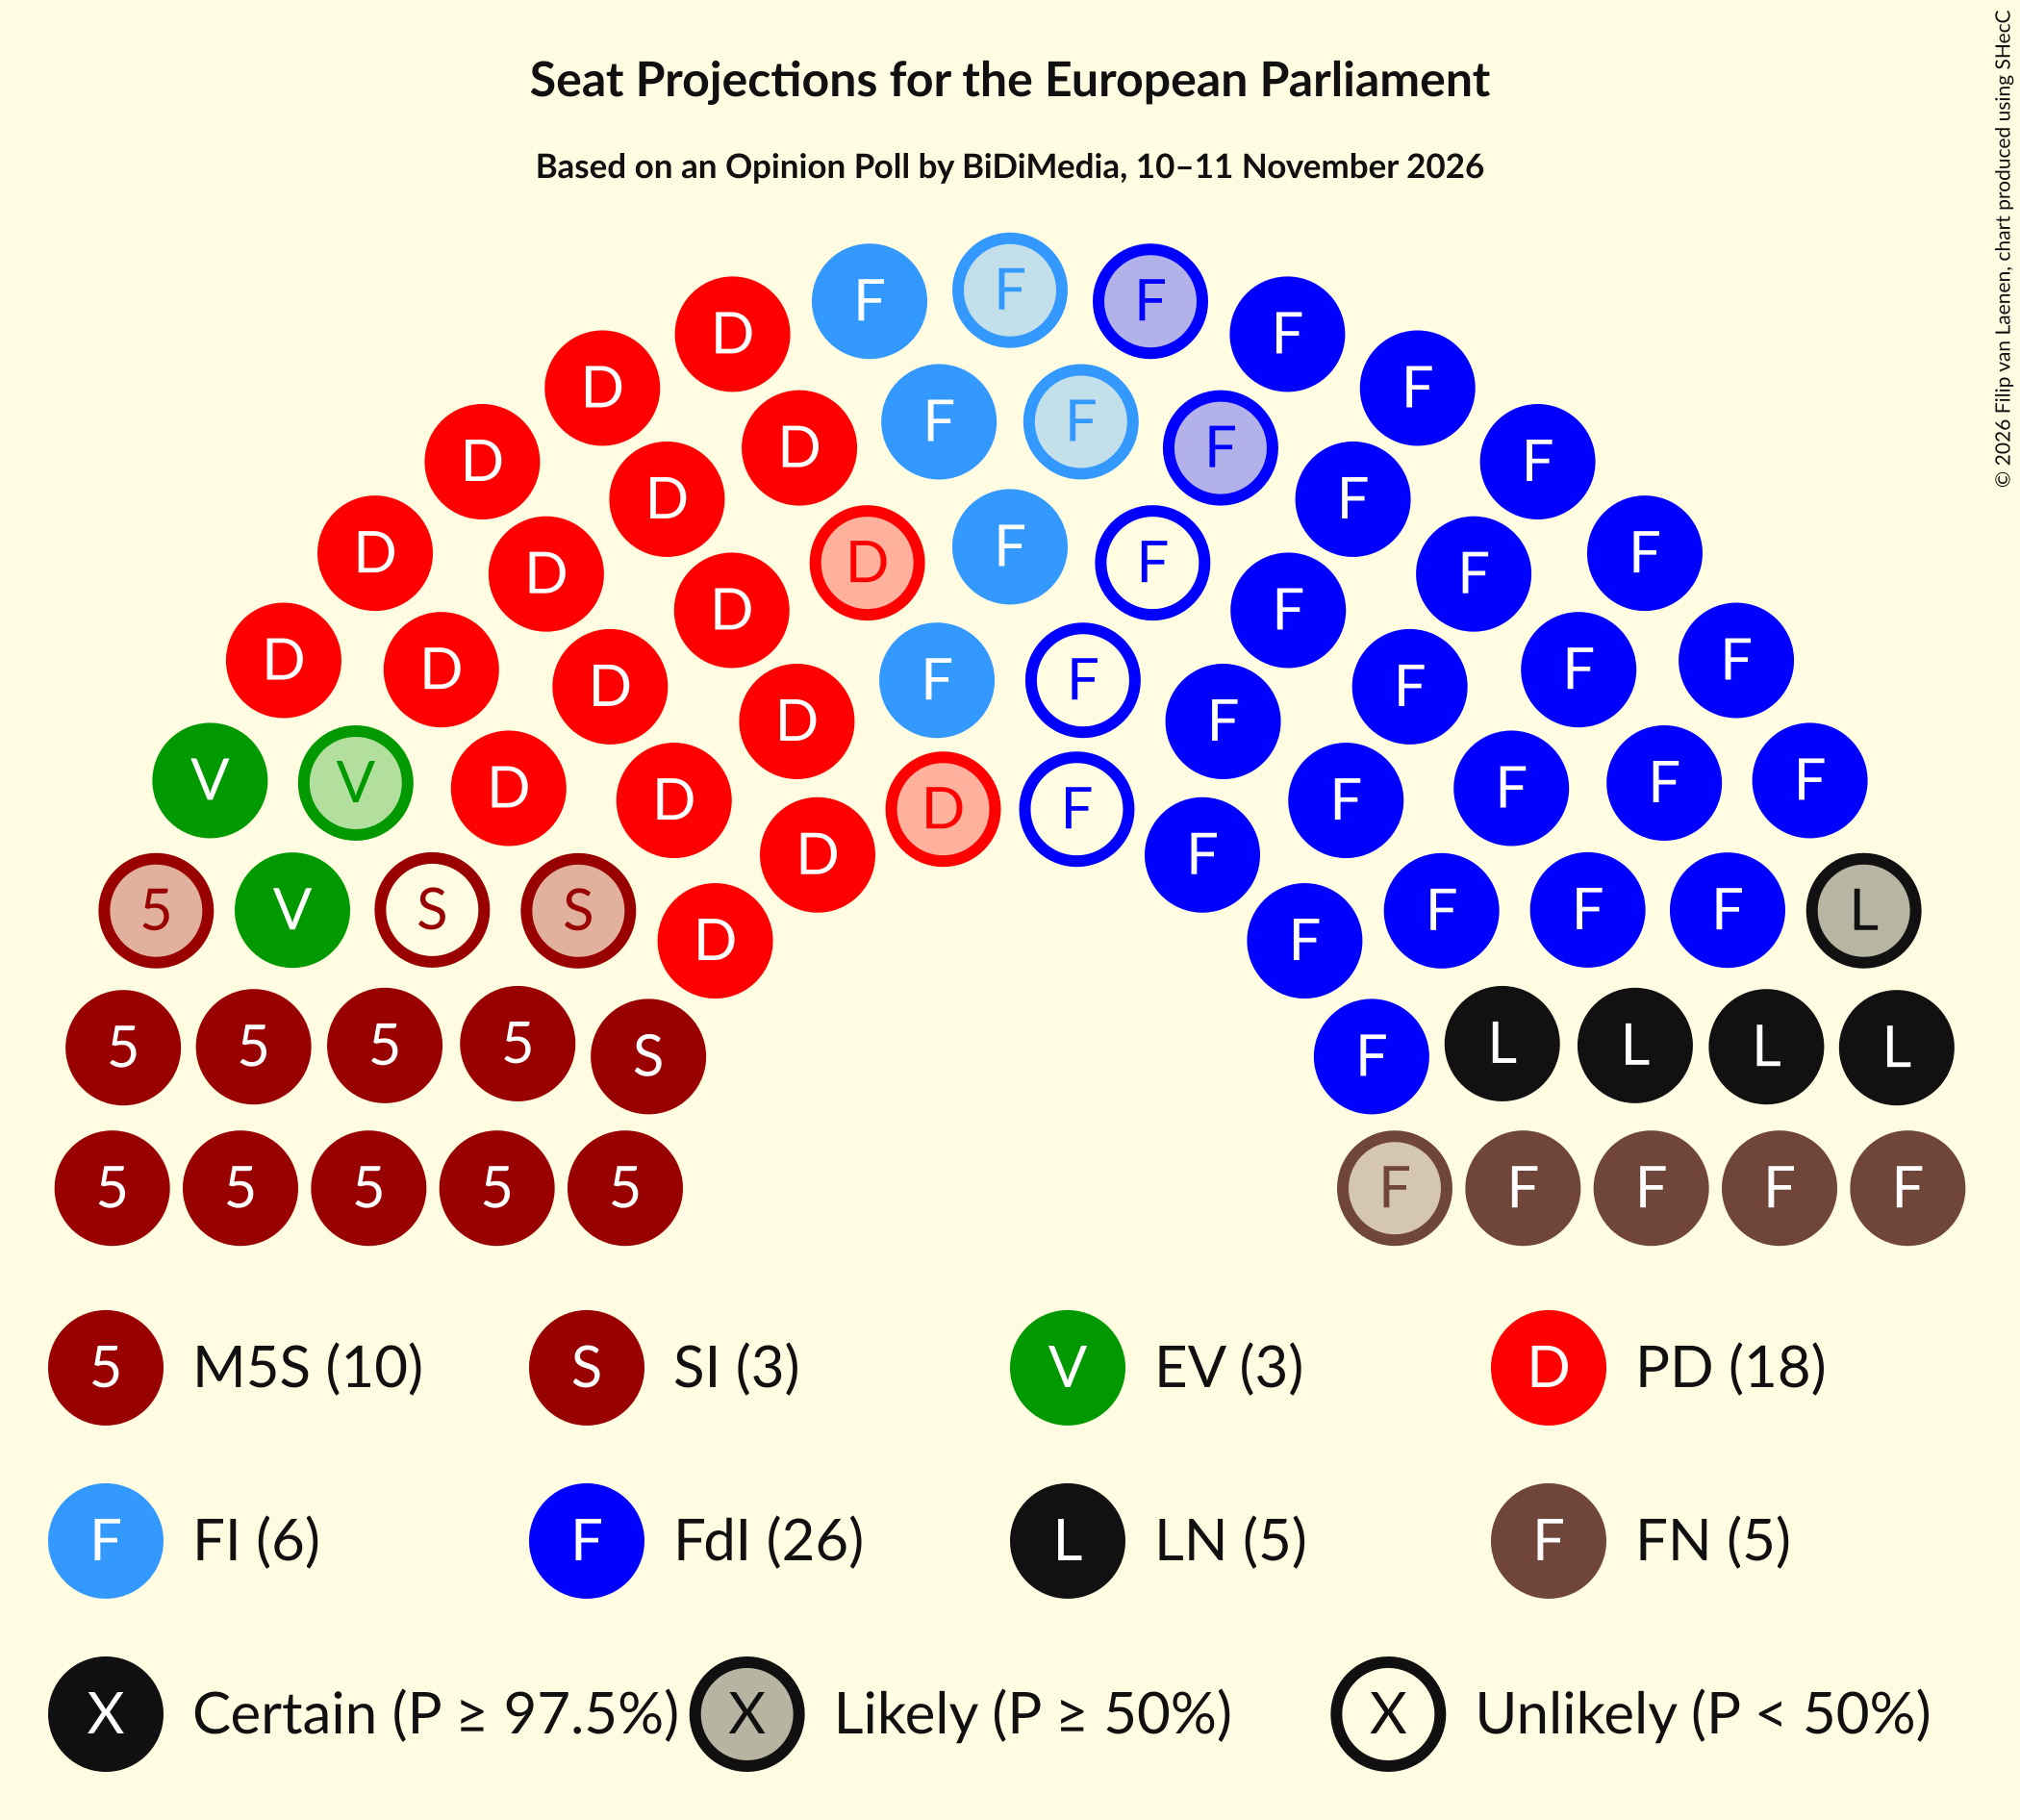 Seat Projections for the European Parliament
Based on an Opinion Poll by BiDiMedia, 10–11 November 2026
© 2026 Filip van Laenen, chart produced using SHecC
F F F
D F
D F
F F
D F
D F
D F
D F
D F F
D F
D F
D F
D F
F F
D F
D D F F
D F
V V F F
D F
D F
D F
D F
5 V S S F F F L
D F
5 5 5 5 L L L L
S F
5 5 5 5 5 F F F F F
5 M5S (10) S SI (3) V EV (3) D PD (18)
F FI (6) F FdI (26) L LN (5) F FN (5)
X Certain (P ≥ 97.5%) X Likely (P ≥ 50%) X Unlikely (P < 50%)